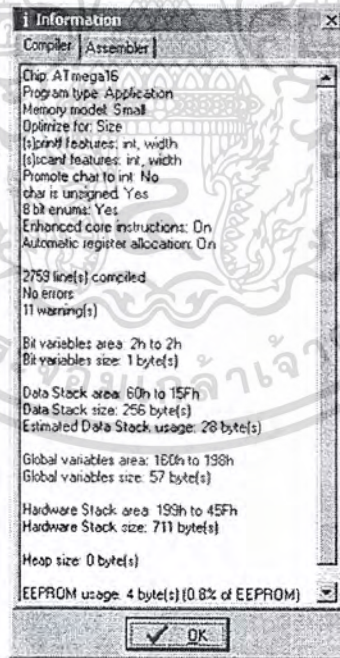 i Information
Compiler Assembler
Chip: ATmega16
Program type: Application
Memory model: Small
Optimize for: Size
(s)printf features: int, width
(s)scanf features: int, width
Promote char to int: No
char is unsigned: Yes
8 bit enums: Yes
Enhanced core instructions: On
Automatic register allocation: On
2759 line(s) compiled
No errors
11 warning(s)
Bit variables area: 2h to 2h
Bit variables size: 1 byte(s)
Data Stack area: 60h to 15Fh
Data Stack size: 256 byte(s)
Estimated Data Stack usage: 28 byte(s)
Global variables area: 160h to 198h
Global variables size: 57 byte(s)
Hardware Stack area: 199h to 45Fh
Hardware Stack size: 711 byte(s)
Heap size: 0 byte(s)
EEPROM usage: 4 byte(s) (0.8% of EEPROM)
OK